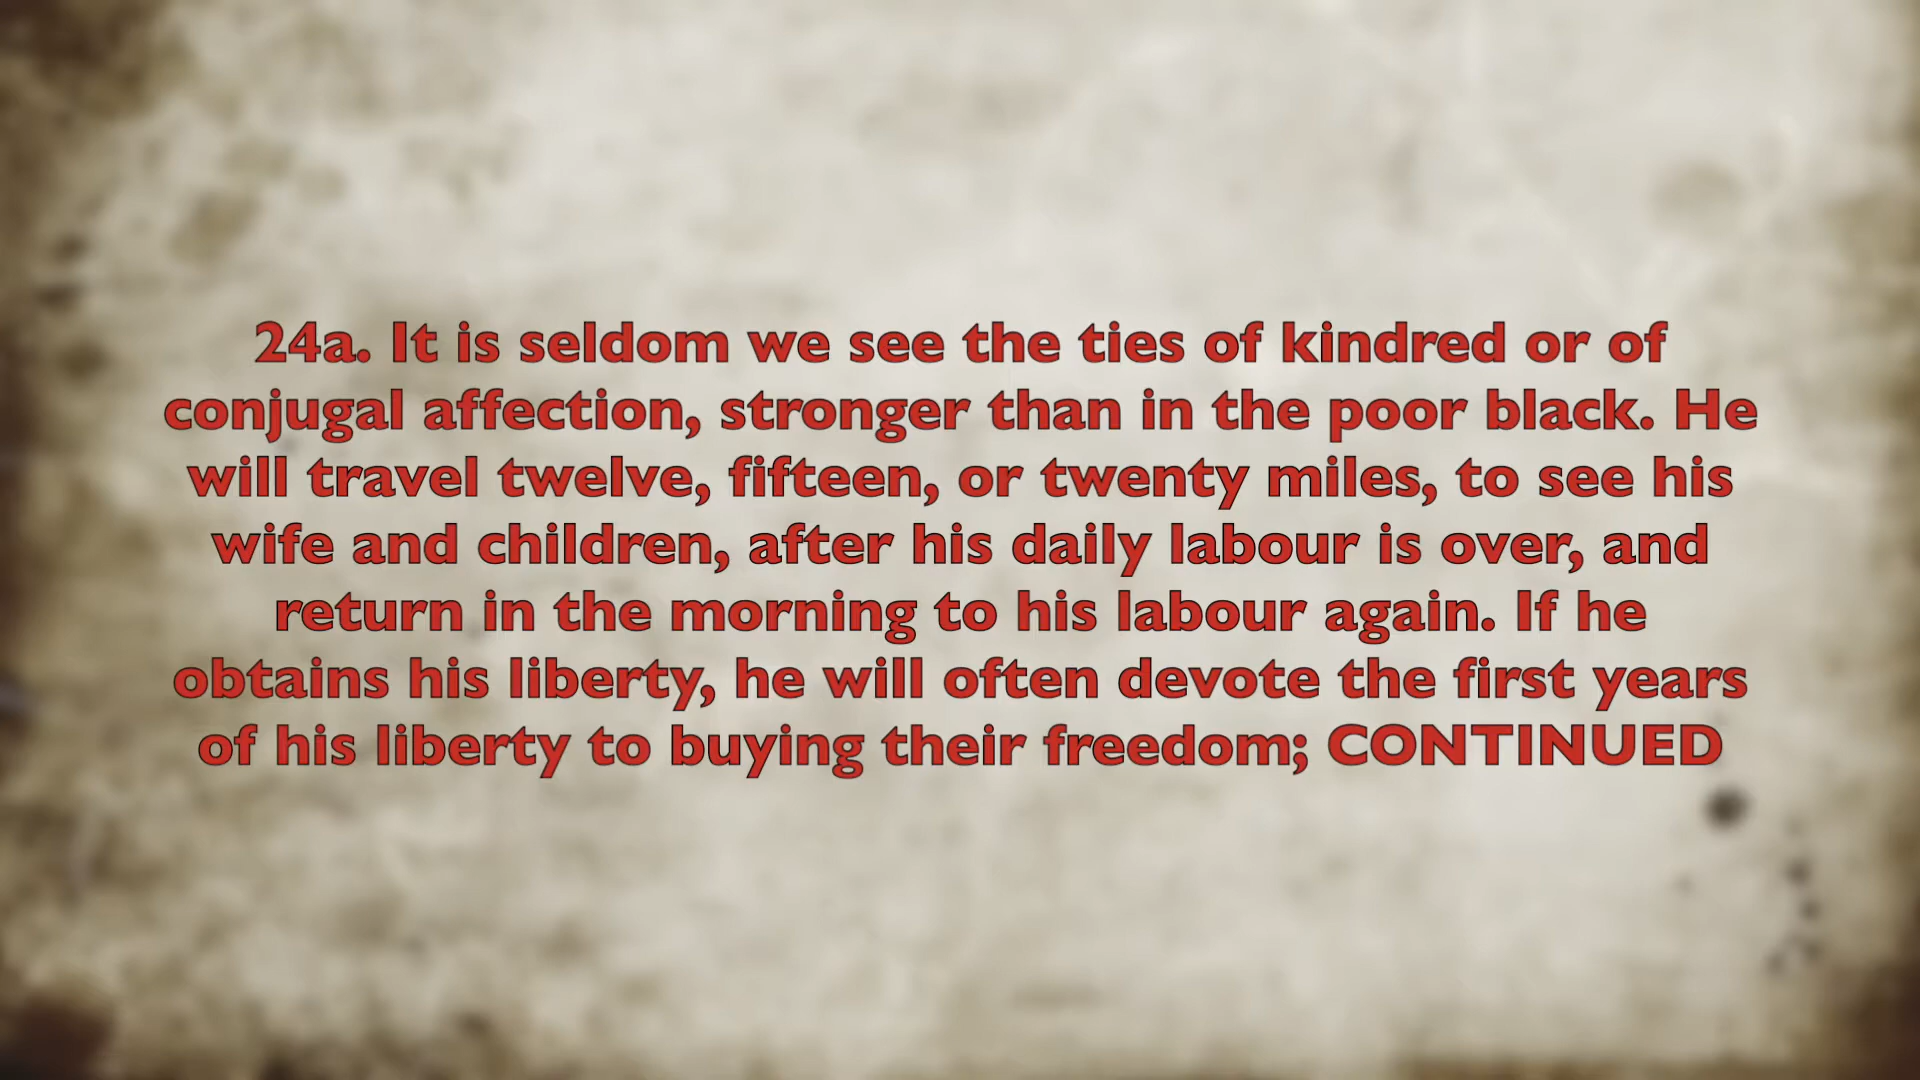 24a. It is seldom we see the ties of kindred or of
conjugal affection, stronger than in the poor black. He
will travel twelve, fifteen, or twenty miles, to see his
wife and children, after his daily labour is over, and
return in the morning to his labour again. If he
obtains his liberty, he will often devote the first years
of his liberty to buying their freedom; CONTINUED